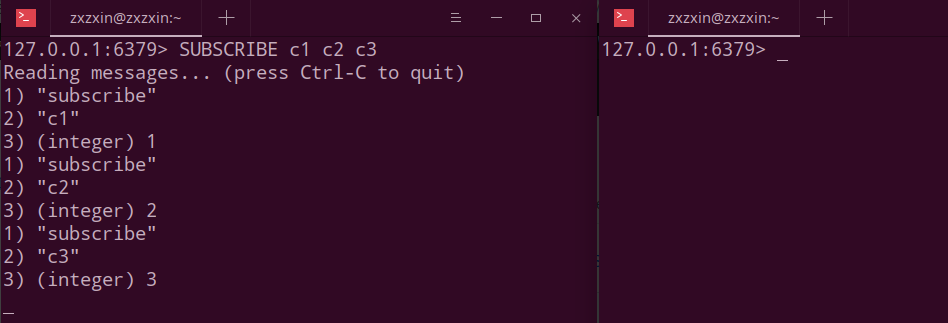 zxzxin@zxzxin:~
127.0.0.1:6379> SUBSCRIBE c1 c2 c3
Reading messages... (press Ctrl-C to quit)
1) "subscribe"
2) "c1"
3) (integer) 1
1) "subscribe"
2) "c2"
3) (integer) 2
1) "subscribe"
2) "c3"
3) (integer) 3
zxzxin@zxzxin:~
127.0.0.1:6379> _